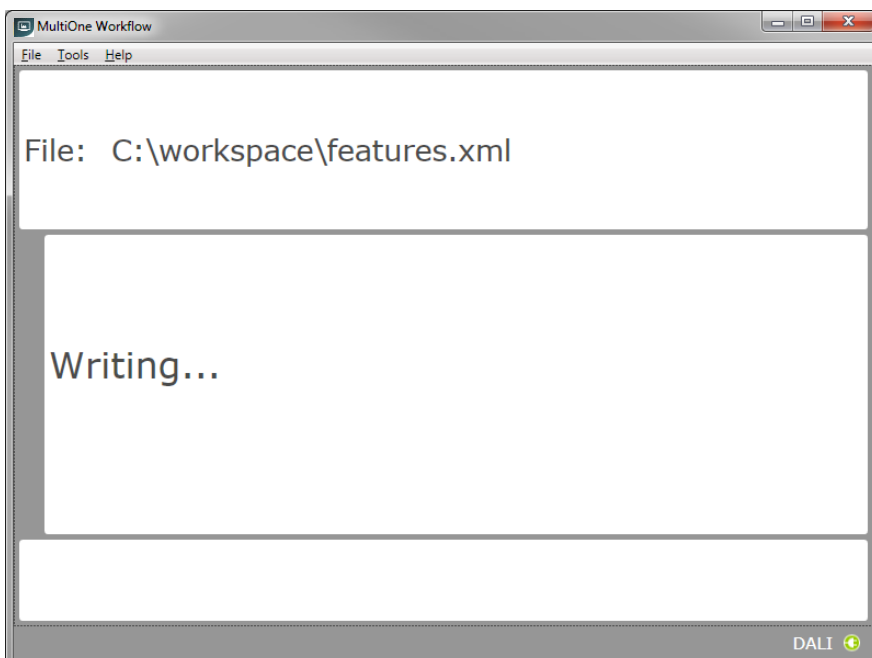 MultiOne Workflow
File Tools Help
File: C:\workspace\features.xml
Writing...
DALI